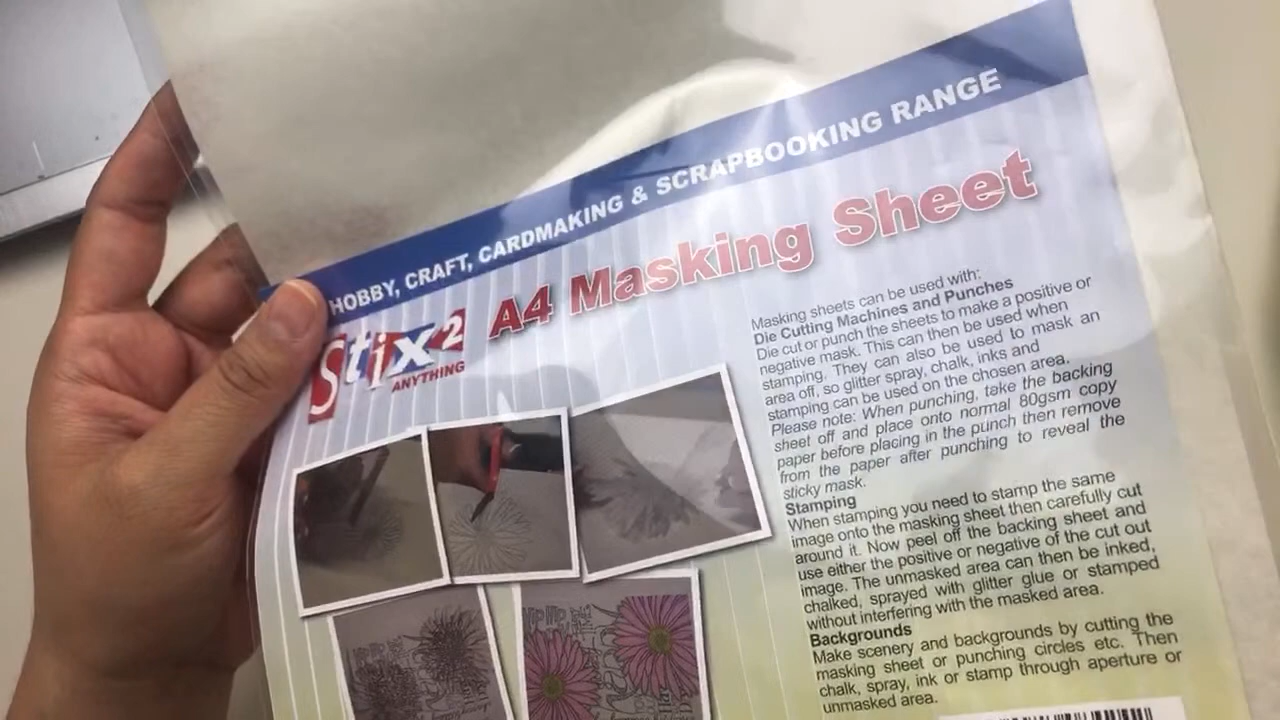 HOBBY, CRAFT, CARDMAKING & SCRAPBOOKING RANGE
Stix2
ANYTHING
A4 Masking Sheet
Masking sheets can be used with:
Die Cutting Machines and Punches
Die cut or punch the sheets to make a positive or
negative mask. This can then be used when
stamping. They can also be used to mask an
area off, so glitter spray, chalk, inks and
stamping can be used on the chosen area.
Please note: When punching, take the backing
sheet off and place onto normal 80gsm copy
paper before placing in the punch then remove
from the paper after punching to reveal the
sticky mask.
Stamping
When stamping you need to stamp the same
image onto the masking sheet then carefully cut
around it. Now peel off the backing sheet and
use either the positive or negative of the cut out
image. The unmasked area can then be inked,
chalked, sprayed with glitter glue or stamped
without interfering with the masked area.
Backgrounds
Make scenery and backgrounds by cutting the
masking sheet or punching circles etc. Then
chalk, spray, ink or stamp through aperture or
unmasked area.